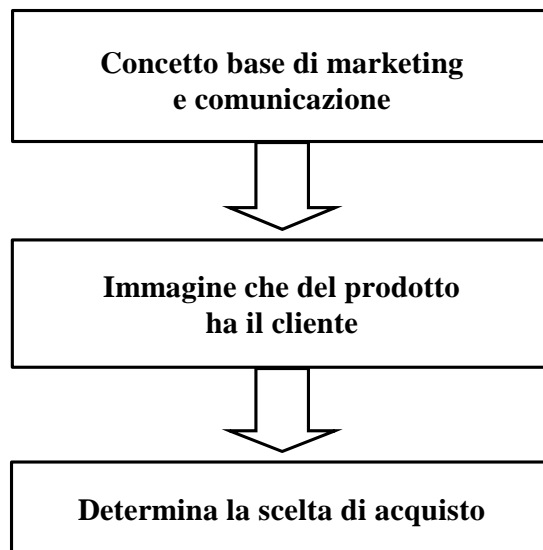 Concetto base di marketing
e comunicazione
Immagine che del prodotto
ha il cliente
Determina la scelta di acquisto